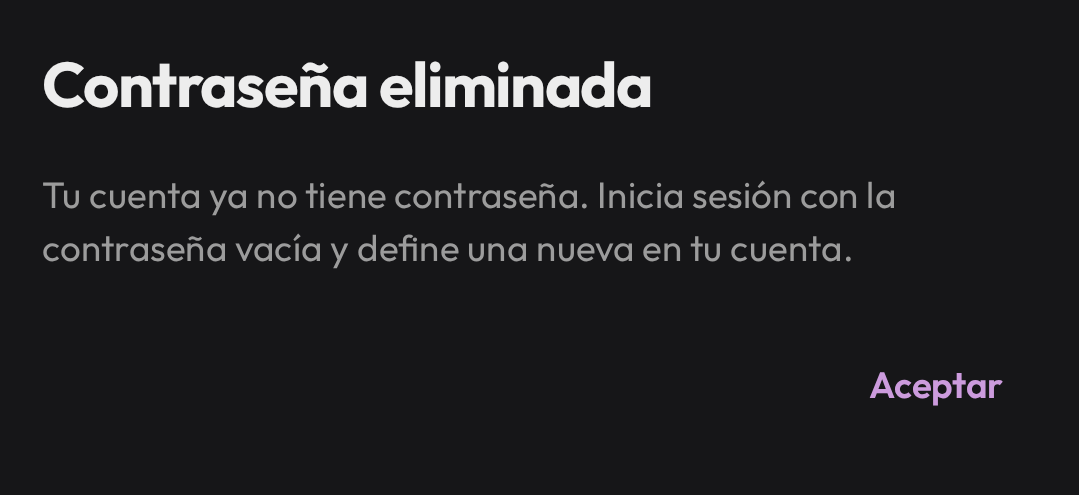 Contraseña eliminada
Tu cuenta ya no tiene contraseña. Inicia sesión con la
contraseña vacía y define una nueva en tu cuenta.
Aceptar